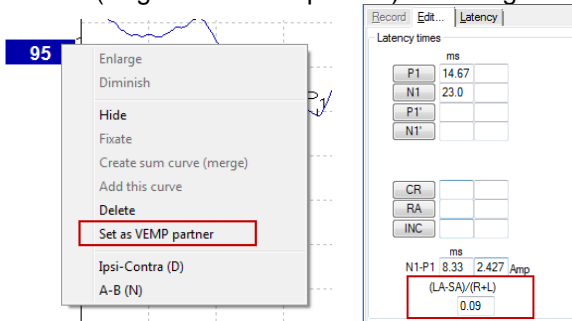 95
Enlarge
Diminish
Hide
Fixate
Create sum curve (merge)
Add this curve
Delete
Set as VEMP partner
Ipsi-Contra (D)
A-B (N)
Record Edit... Latency
Latency times
ms
P1 14.67
N1 23.0
P1'
N1'
CR
RA
INC
ms
N1-P1 8.33 2.427 Amp
(LA-SA)/(R+L)
0.09